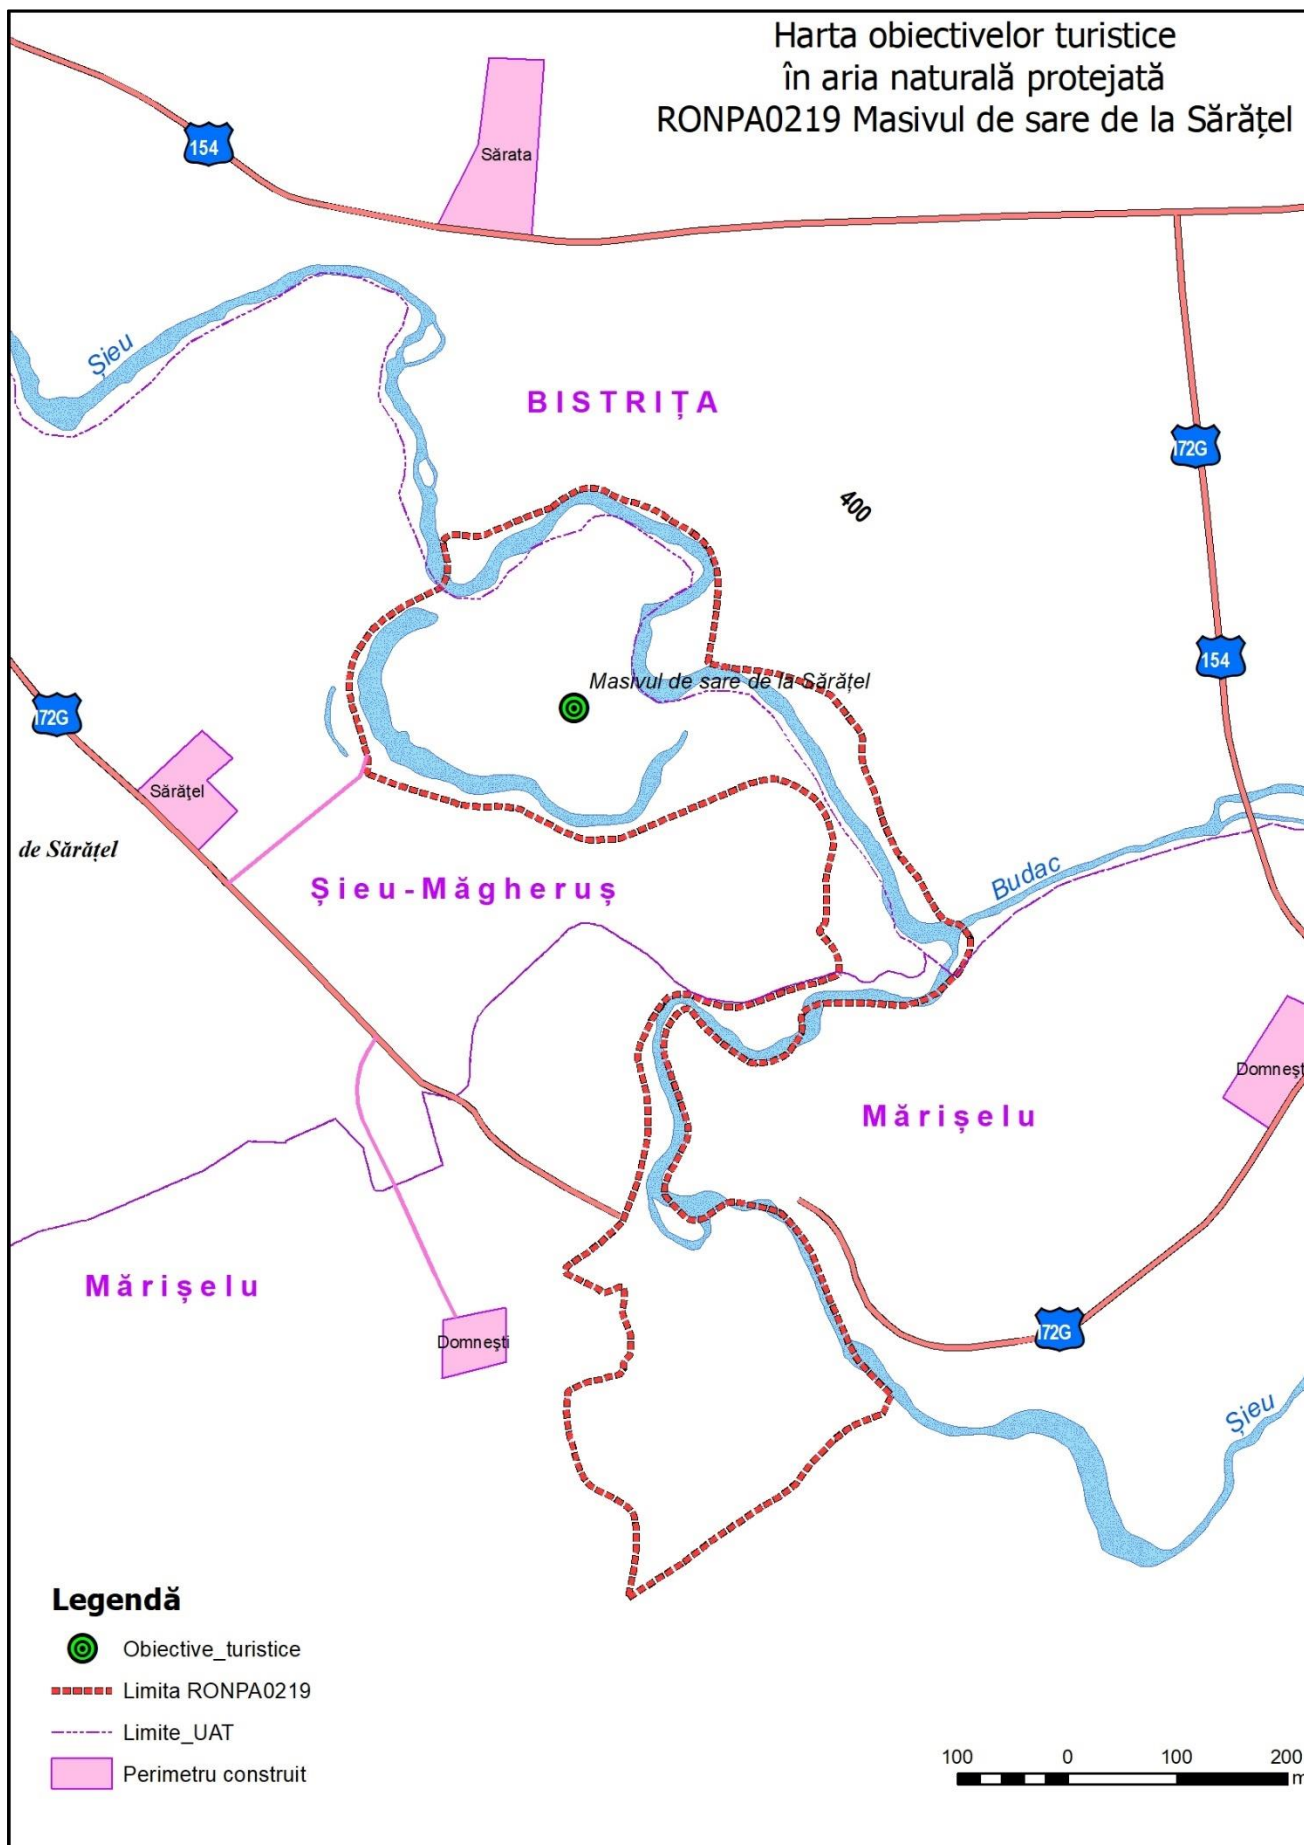 Harta obiectivelor turistice
în aria naturală protejată
RONPA0219 Masivul de sare de la Sărățel
154
Sărata
Șieu
BISTRIȚA
172G
400
154
Masivul de sare de la Sărățel
172G
Sărățel
de Sărățel
Șieu-Măgheruș
Budac
Domnești
Mărișelu
Mărișelu
Domneşti
172G
Șieu
Legendă
Obiective_turistice
Limita RONPA0219
Limite_UAT
Perimetru construit
100 0 100 200
m